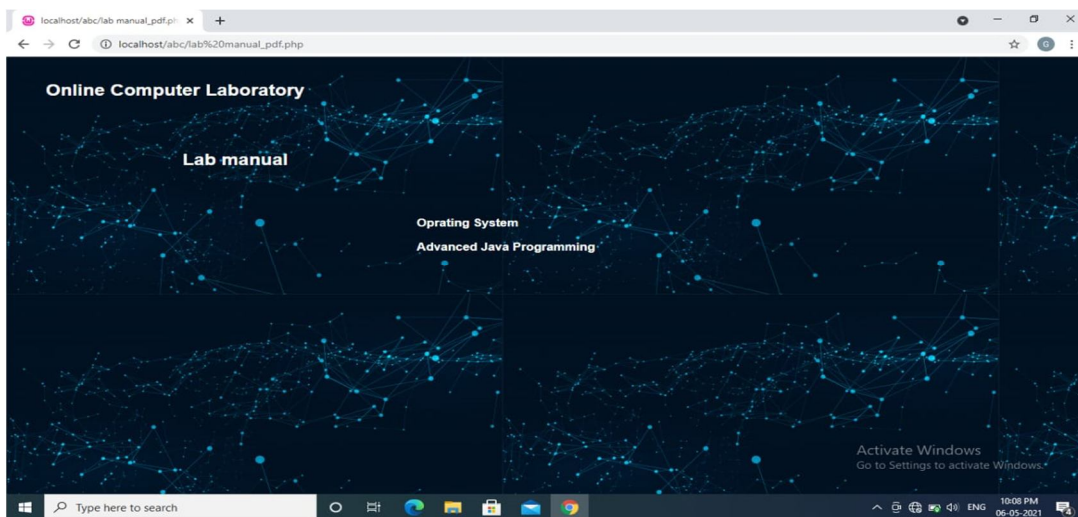 localhost/abc/lab manual_pdf.ph
localhost/abc/lab%20manual_pdf.php
G
Online Computer Laboratory
Lab manual
Oprating System
Advanced Java Programming
Activate Windows
Go to Settings to activate Windows.
Type here to search
ENG
10:08 PM
06-05-2021
4